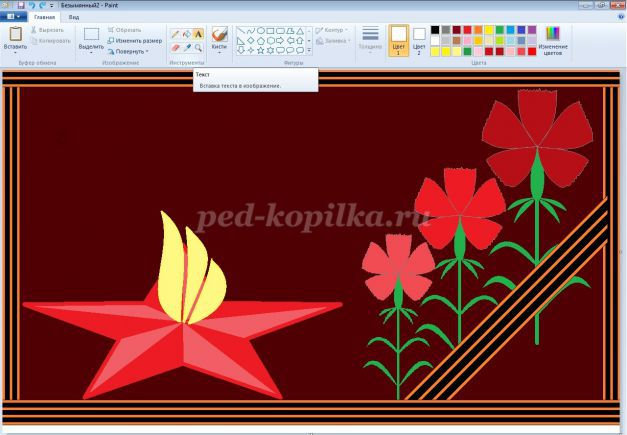 Безымянный2 - Paint
Главная Вид
Вставить
Вырезать
Копировать
Буфер обмена
Выделить
Обрезать
Изменить размер
Повернуть
Изображение
Инструменты
Кисти
Контур
Заливка
Фигуры
Толщина
Цвет 1
Цвет 2
Изменение цветов
Цвета
Текст
Вставка текста в изображение.
ped-kopilka.ru